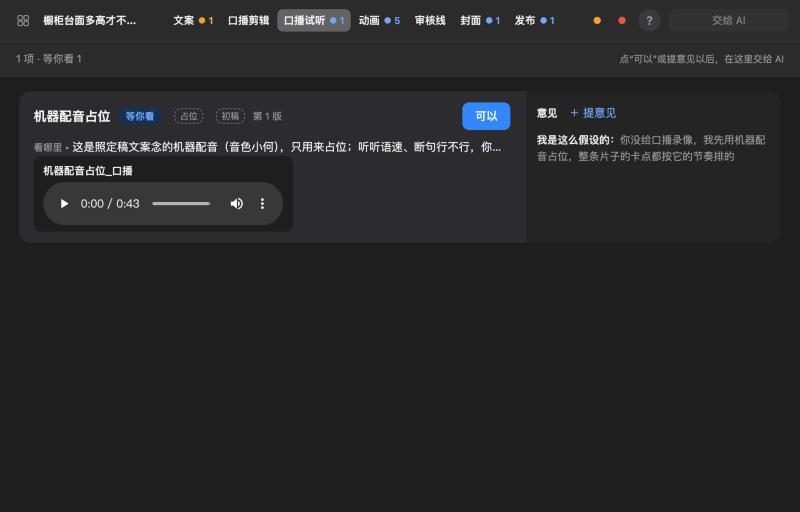 橱柜台面多高才不... 文案 1 口播剪辑 口播试听 1 动画 5 审核线 封面 1 发布 1 ? 交给 AI
1 项 · 等你看 1 点“可以”或提意见以后，在这里交给 AI
机器配音占位 等你看 占位 初稿 第 1 版 可以
看哪里 ▸ 这是照定稿文案念的机器配音（音色小何），只用来占位；听听语速、断句行不行，你...
机器配音占位_口播
0:00 / 0:43
意见 + 提意见
我是这么假设的：你没给口播录像，我先用机器配
音占位，整条片子的卡点都按它的节奏排的